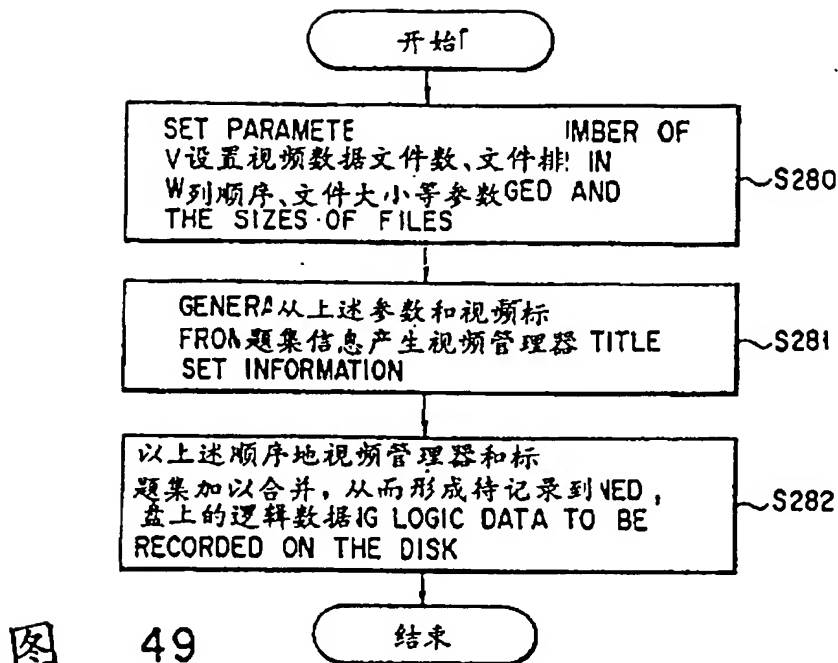 开始
SET PARAMETE IMBER OF
V设置视频数据文件数、文件排! IN
W列顺序、文件大小等参数GED AND
THE SIZES OF FILES
S280
GENERA从上述参数和视频标
FROM题集信息产生视频管理器 TITLE
SET INFORMATION
S281
以上述顺序地视频管理器和标
题集加以合并，从而形成待记录到NED,
盘上的逻辑数据IG LOGIC DATA TO BE
RECORDED ON THE DISK
S282
结束
图 49